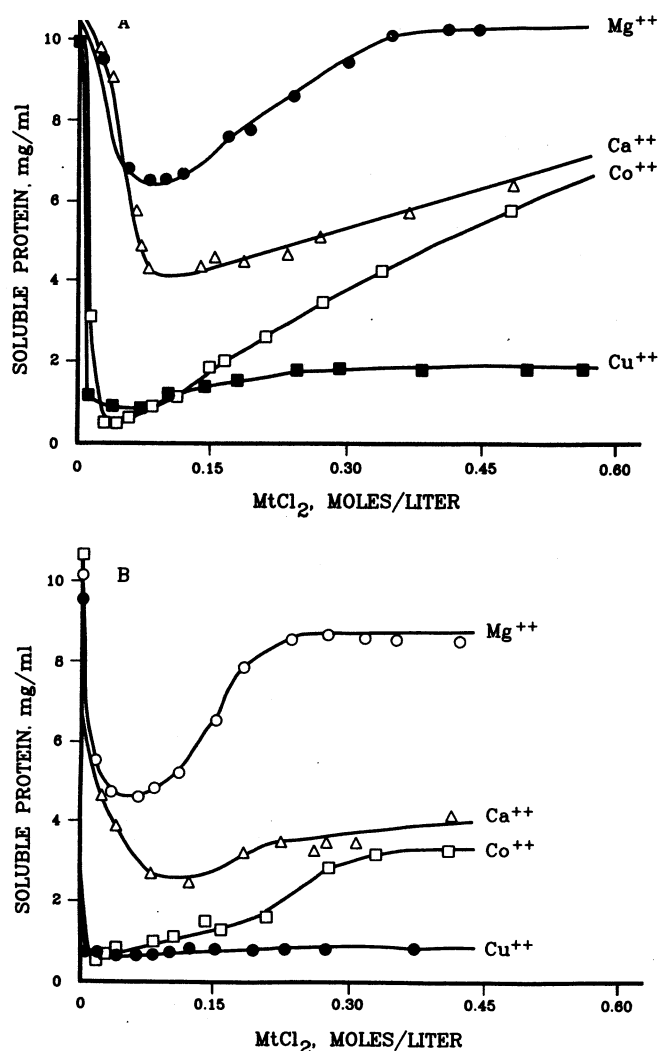 A
Mg++
Ca++
Co++
Cu++
SOLUBLE PROTEIN, mg/ml
10
8
6
4
2
0
0 0.15 0.30 0.45 0.60
MtCl2, MOLES/LITER
B
Mg++
Ca++
Co++
Cu++
SOLUBLE PROTEIN, mg/ml
10
8
6
4
2
0
0 0.15 0.30 0.45 0.60
MtCl2, MOLES/LITER